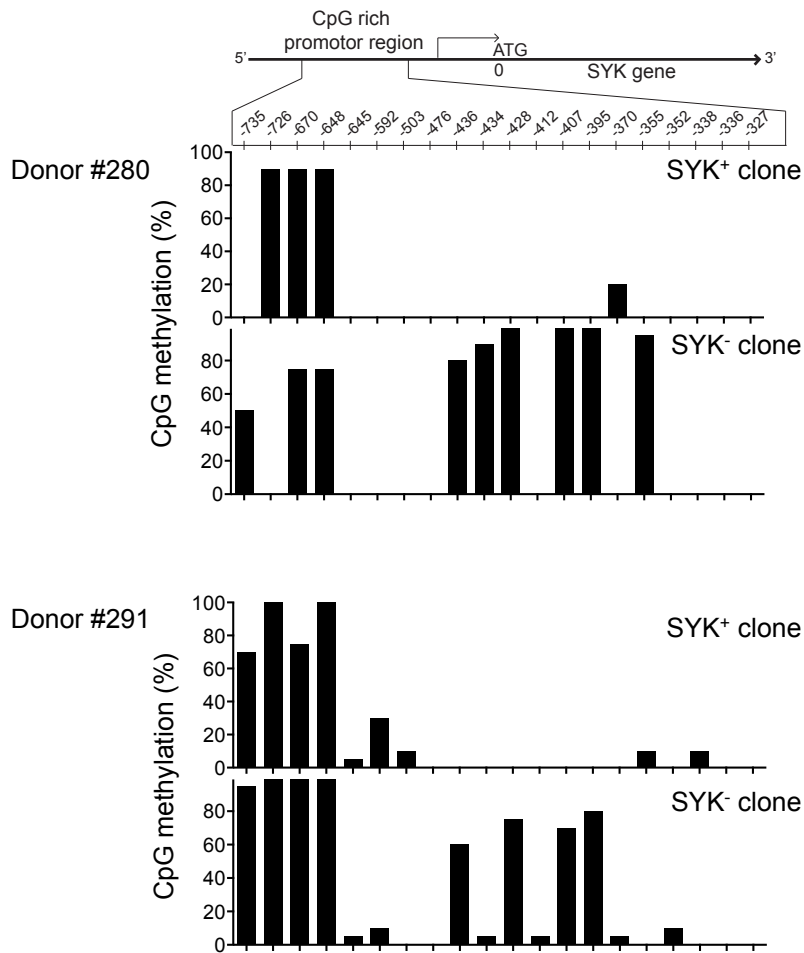 CpG rich
promotor region
ATG
5’
3’
0
SYK gene
-735 -726 -670 -648 -645 -592 -503 -476 -436 -434 -428 -412 -407 -395 -370 -355 -352 -338 -336 -327
Donor #280
SYK+ clone
CpG methylation (%)
100
80
60
40
20
0
SYK- clone
CpG methylation (%)
80
60
40
20
0
Donor #291
SYK+ clone
CpG methylation (%)
100
80
60
40
20
0
SYK- clone
80
60
40
20
0